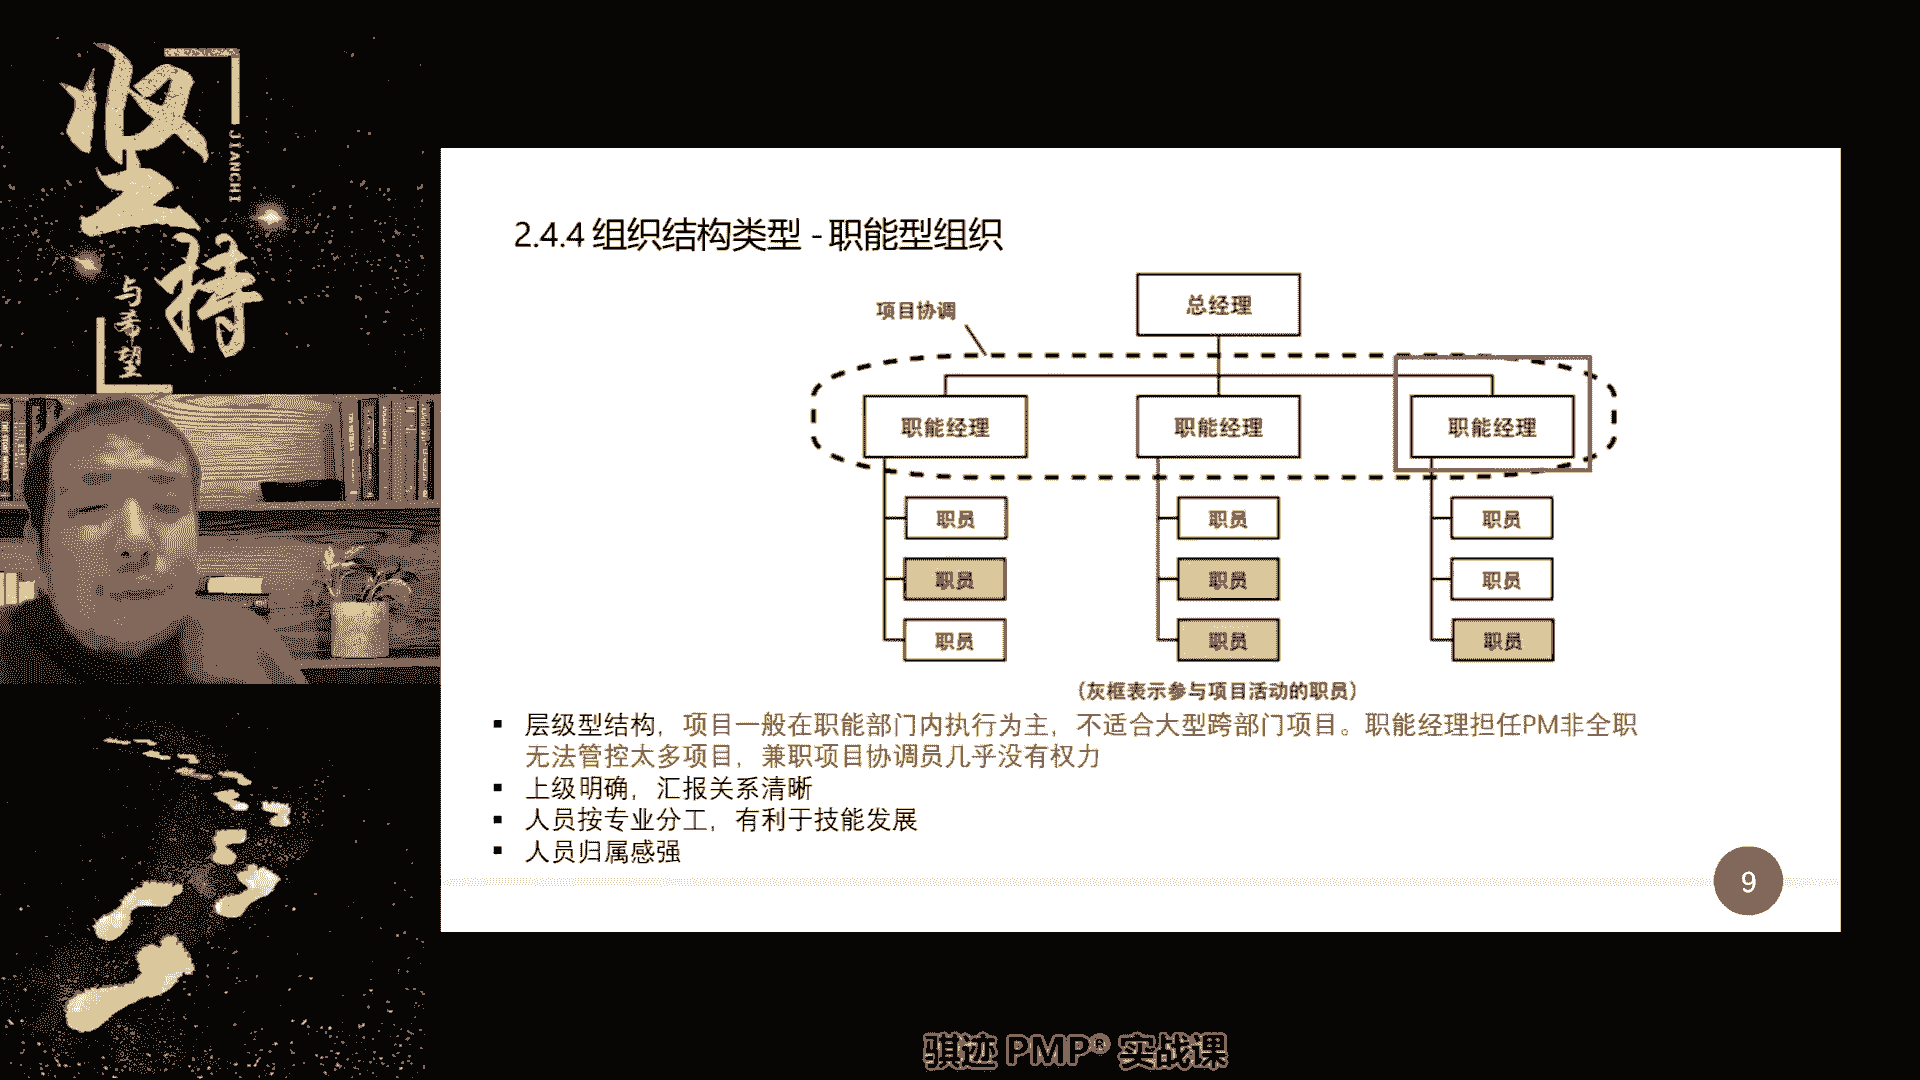 坚持
JIANCHI
与希望
2.4.4 组织结构类型 - 职能型组织
项目协调
总经理
职能经理 职能经理 职能经理
职员 职员 职员
职员 职员 职员
职员 职员 职员
（灰框表示参与项目活动的职员）
▪ 层级型结构，项目一般在职能部门内执行为主，不适合大型跨部门项目。职能经理担任PM非全职
无法管控太多项目，兼职项目协调员几乎没有权力
▪ 上级明确，汇报关系清晰
▪ 人员按专业分工，有利于技能发展
▪ 人员归属感强
9
骐迹 PMP® 实战课